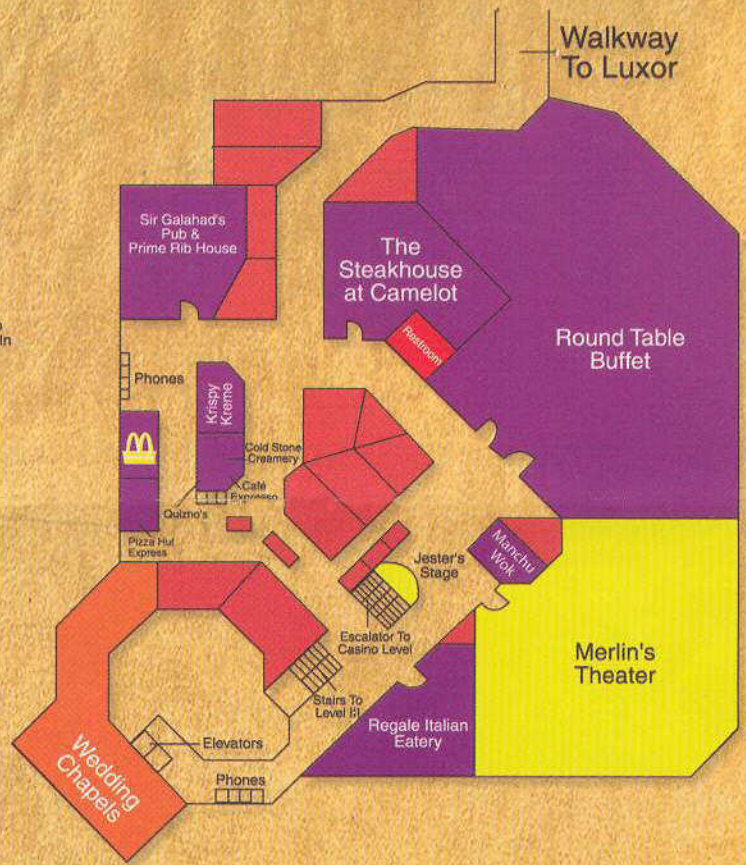 Walkway
To Luxor
Sir Galahad's
Pub &
Prime Rib House
The
Steakhouse
at Camelot
Restroom
Round Table
Buffet
In
Phones
Krispy
Kreme
Cold Stone
Creamery
Café
Expresso
Quizno's
Pizza Hut
Express
Manchu
Wok
Jester's
Stage
Escalator To
Casino Level
Merlin's
Theater
Stairs To
Level
Regale Italian
Eatery
Elevators
Wedding
Chapels
Phones